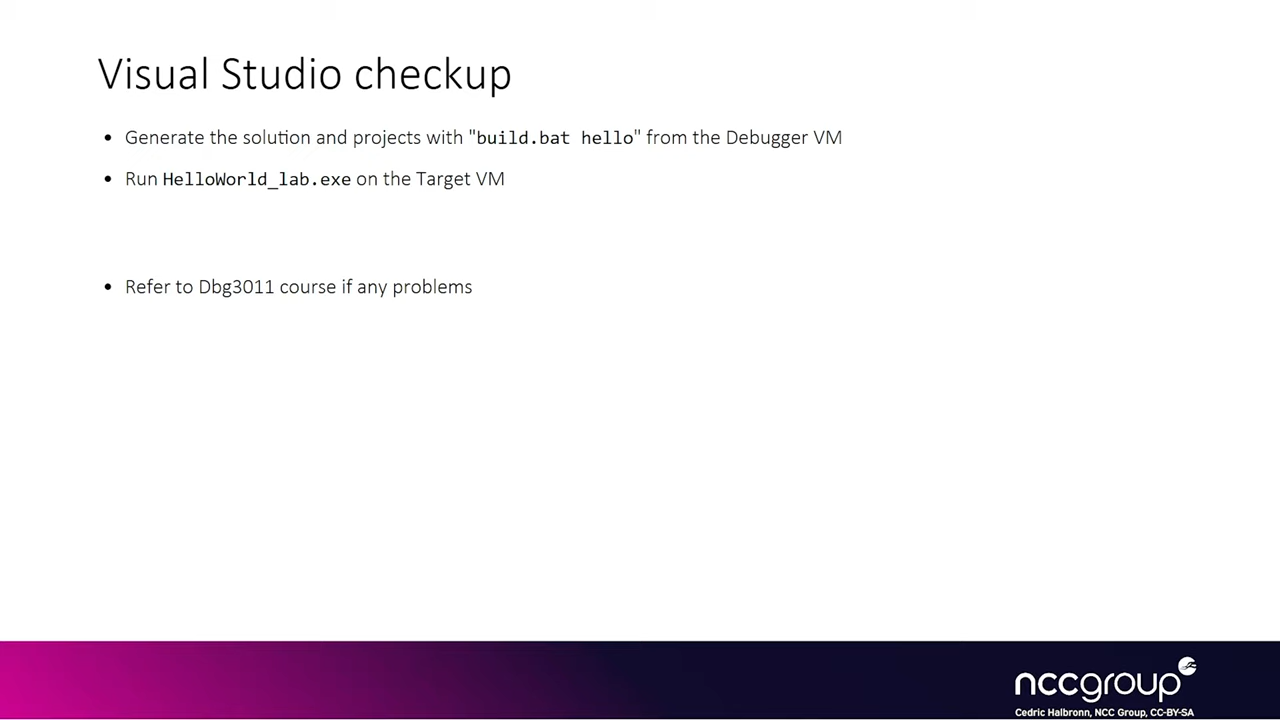 Visual Studio checkup
• Generate the solution and projects with "build.bat hello" from the Debugger VM
• Run HelloWorld_lab.exe on the Target VM
• Refer to Dbg3011 course if any problems
nccgroup
Cedric Halbronn, NCC Group, CC-BY-SA